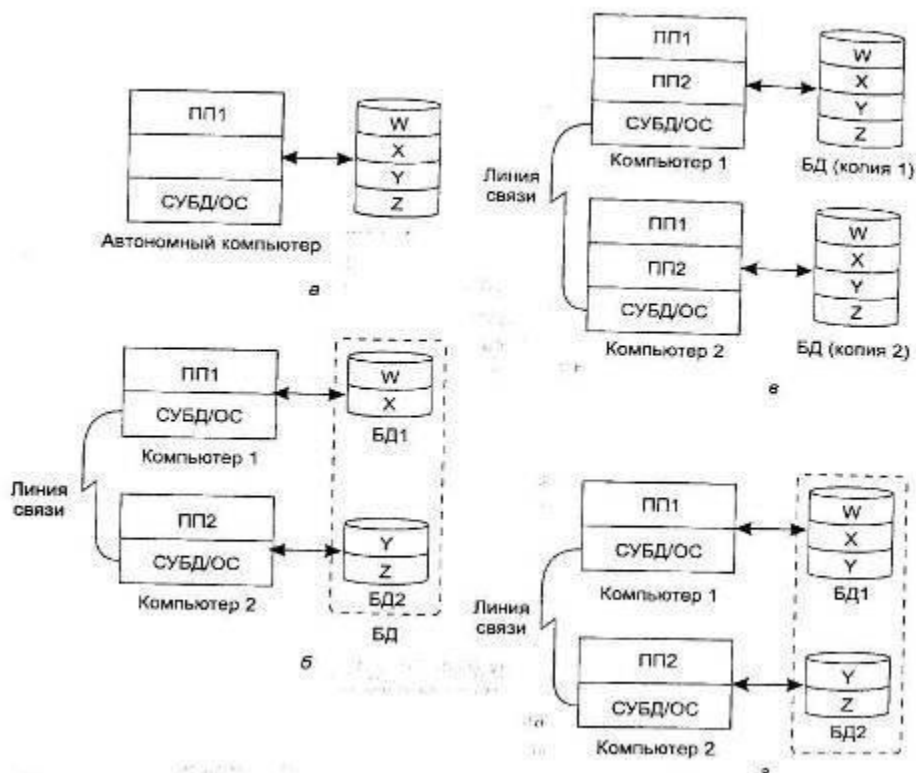 ПП1
СУБД/ОС
Автономный компьютер
W
X
Y
Z
а
ПП1
СУБД/ОС
Компьютер 1
Линия
связи
ПП2
СУБД/ОС
Компьютер 2
W
X
БД1
Y
Z
БД2
БД
б
ПП1
ПП2
СУБД/ОС
Компьютер 1
Линия
связи
ПП1
ПП2
СУБД/ОС
Компьютер 2
W
X
Y
Z
БД (копия 1)
W
X
Y
Z
БД (копия 2)
в
ПП1
СУБД/ОС
Компьютер 1
Линия
связи
ПП2
СУБД/ОС
Компьютер 2
W
X
Y
БД1
Y
Z
БД2
г